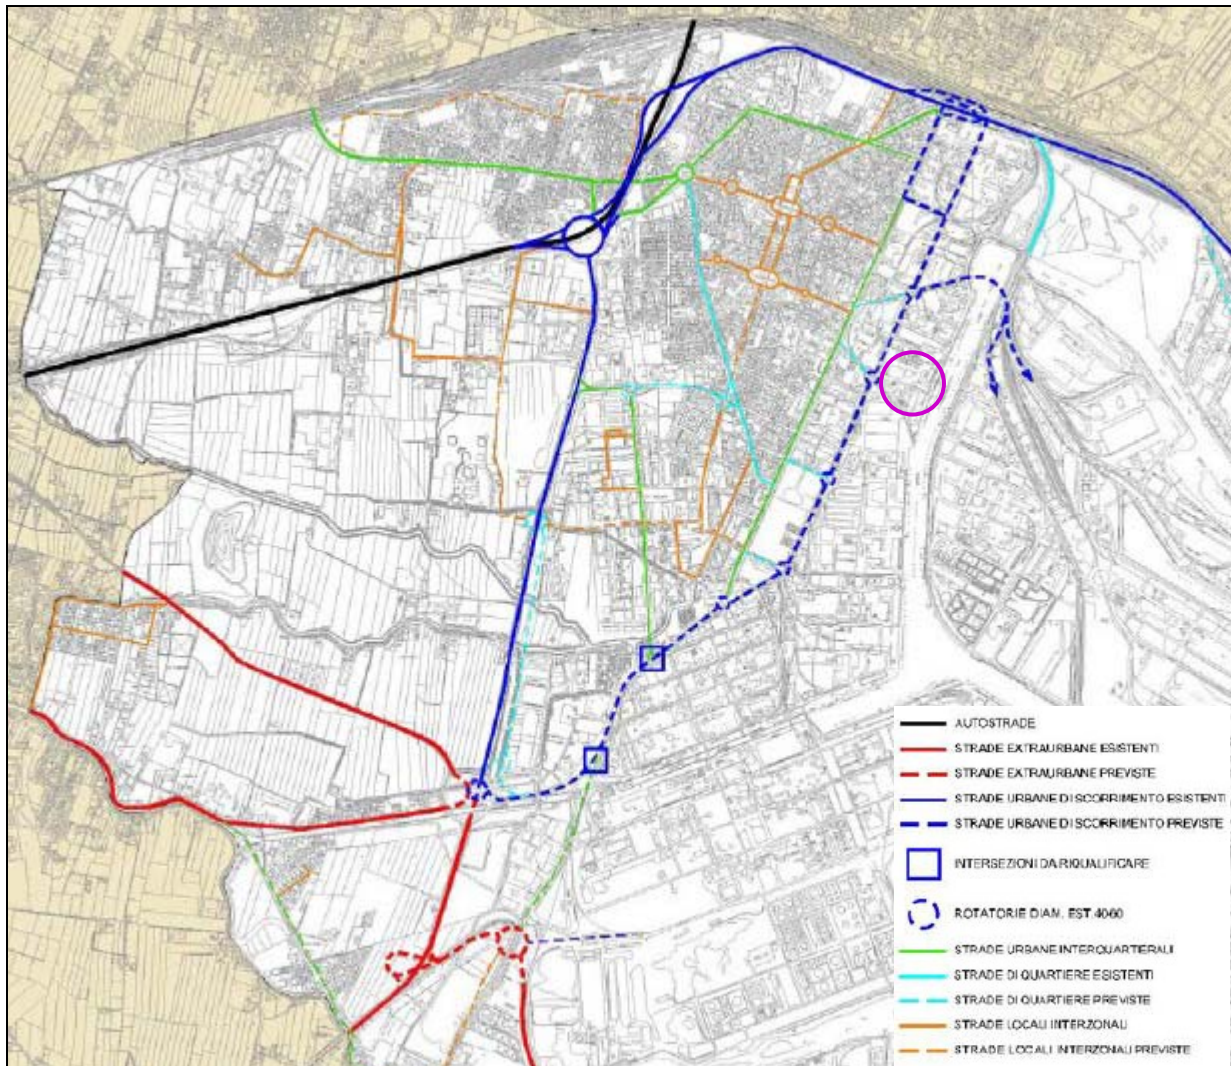 AUTOSTRADE
STRADE EXTRAURBANE ESISTENTI
STRADE EXTRAURBANE PREVISTE
STRADE URBANE DI SCORRIMENTO ESISTENTI
STRADE URBANE DI SCORRIMENTO PREVISTE
INTERSEZIONI DA RIQUALIFICARE
ROTATORIE DIAM. EST.40-60
STRADE URBANE INTERQUARTIERALI
STRADE DI QUARTIERE ESISTENTI
STRADE DI QUARTIERE PREVISTE
STRADE LOCALI INTERZONALI
STRADE LOCALI INTERZONALI PREVISTE